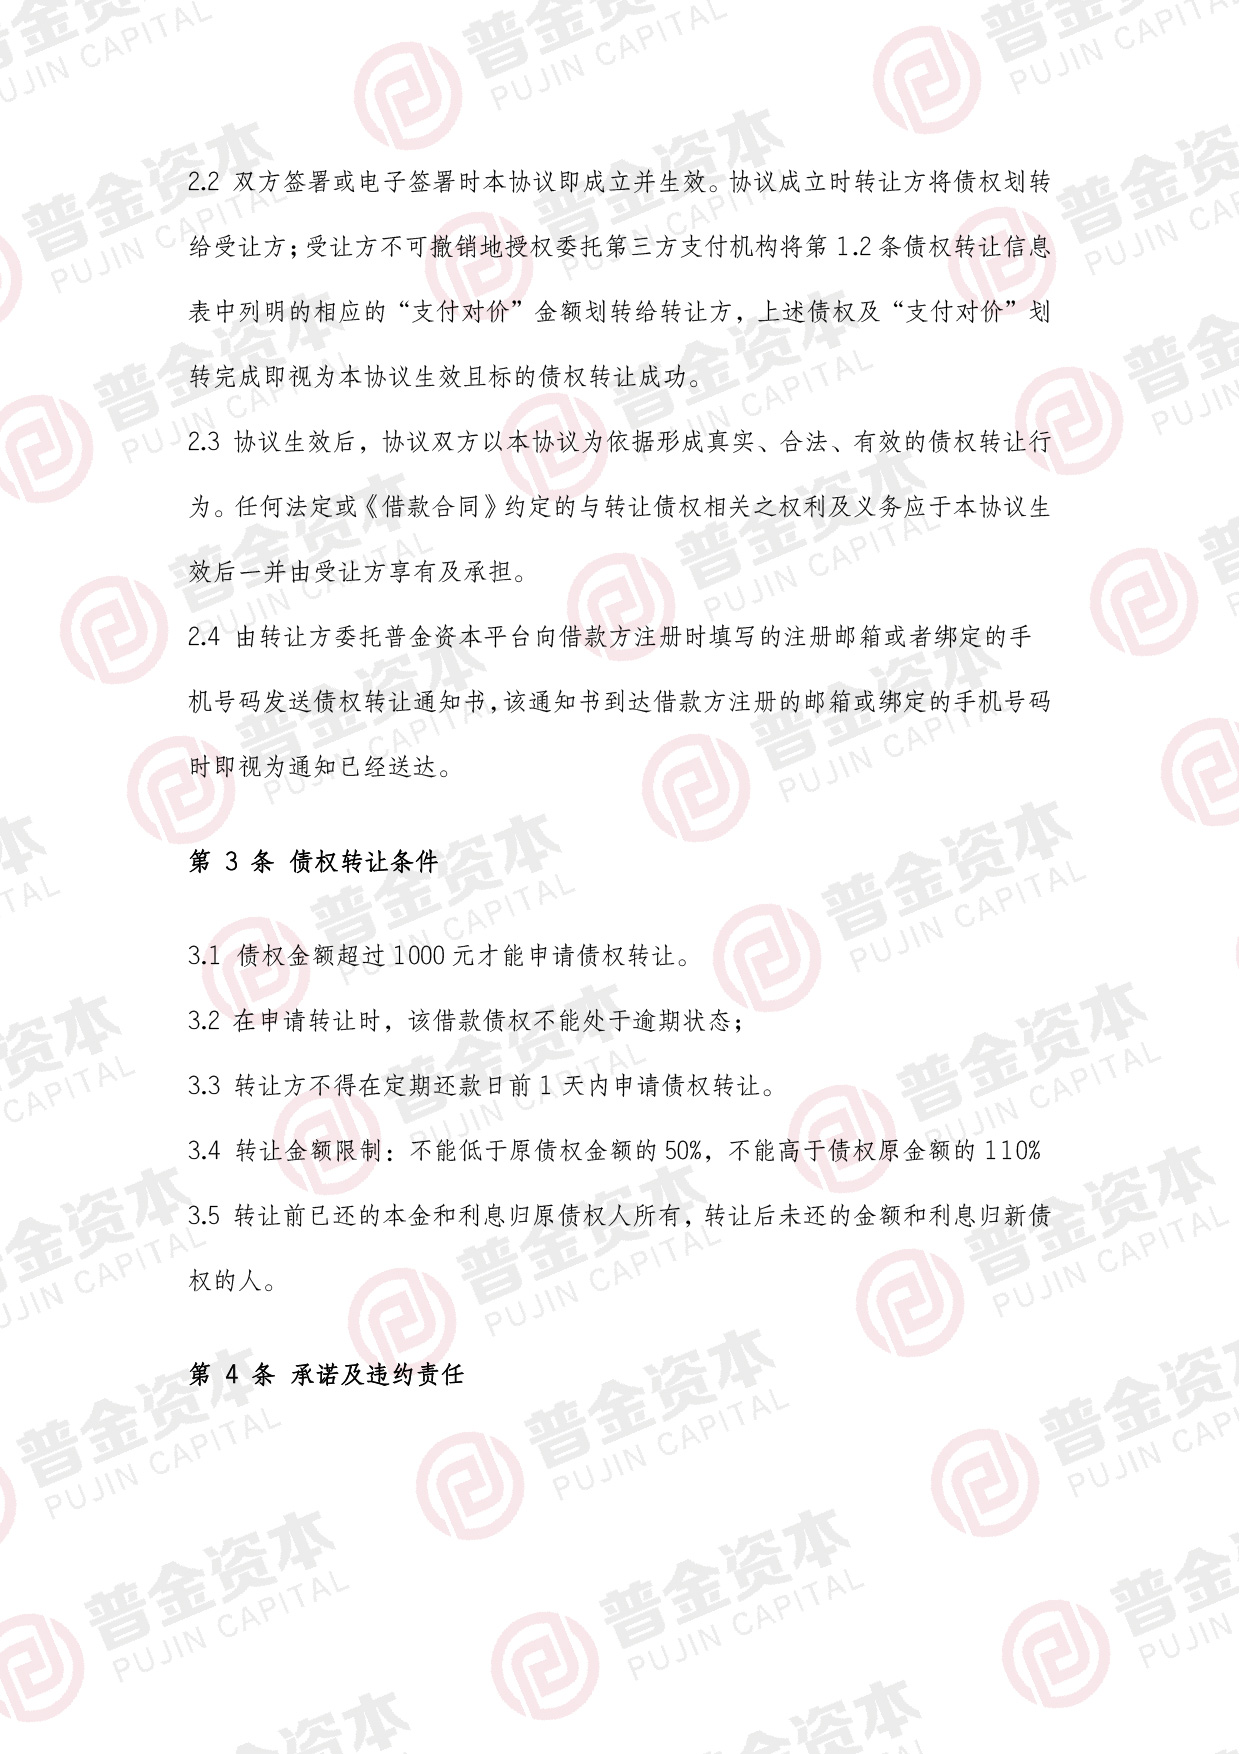 2.2 双方签署或电子签署时本协议即成立并生效。协议成立时转让方将债权划转
给受让方；受让方不可撤销地授权委托第三方支付机构将第 1.2 条债权转让信息
表中列明的相应的“支付对价”金额划转给转让方，上述债权及“支付对价”划
转完成即视为本协议生效且标的债权转让成功。
2.3 协议生效后，协议双方以本协议为依据形成真实、合法、有效的债权转让行
为。任何法定或《借款合同》约定的与转让债权相关之权利及义务应于本协议生
效后一并由受让方享有及承担。
2.4 由转让方委托普金资本平台向借款方注册时填写的注册邮箱或者绑定的手
机号码发送债权转让通知书，该通知书到达借款方注册的邮箱或绑定的手机号码
时即视为通知已经送达。
第 3 条 债权转让条件
3.1 债权金额超过 1000 元才能申请债权转让。
3.2 在申请转让时，该借款债权不能处于逾期状态；
3.3 转让方不得在定期还款日前 1 天内申请债权转让。
3.4 转让金额限制：不能低于原债权金额的 50%，不能高于债权原金额的 110%
3.5 转让前已还的本金和利息归原债权人所有，转让后未还的金额和利息归新债
权的人。
第 4 条 承诺及违约责任
普金资本
PUJIN CAPITAL